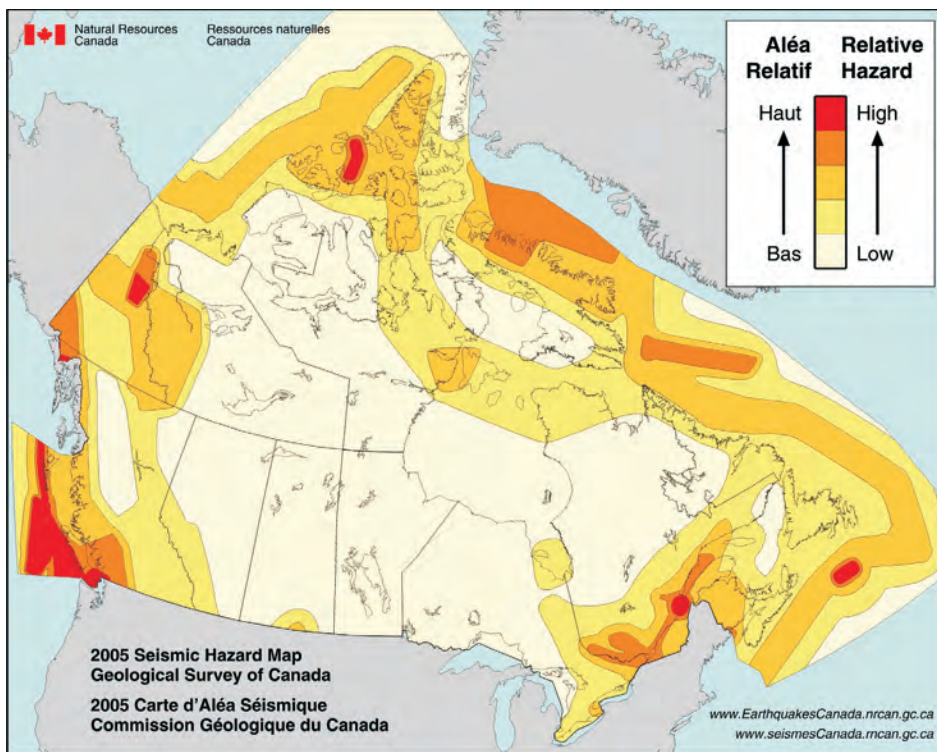 Natural Resources Canada
Ressources naturelles Canada
Aléa Relatif
Relative Hazard
Haut
High
Bas
Low
2005 Seismic Hazard Map
Geological Survey of Canada
2005 Carte d'Aléa Séismique
Commission Géologique du Canada
www.EarthquakesCanada.nrcan.gc.ca
www.seismesCanada.rncan.gc.ca